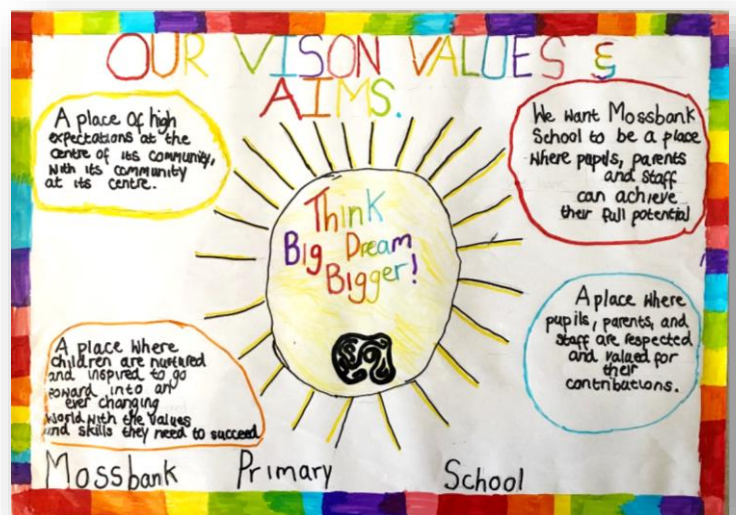 OUR VISON VALUES &
AIMS.
A place of high
expectations at the
centre of its community,
with its community
at its centre.
We want Mossbank
School to be a place
where pupils, parents
and staff
can achieve
their full potential
Think
Big Dream
Bigger!
A place where
children are nurtured
and inspired to go
forward into an
ever changing
world with the values
and skills they need to succeed
A place where
pupils, parents, and
staff are respected
and valued for
their
contributions.
Mossbank Primary School